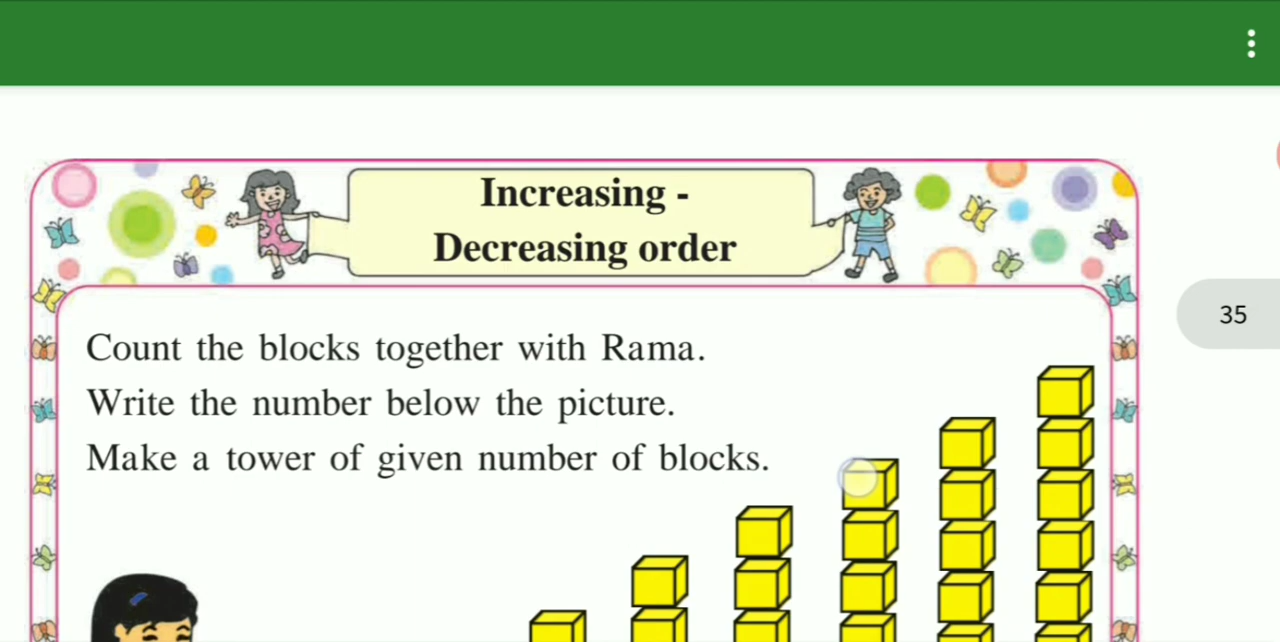 Increasing -
Decreasing order
35
Count the blocks together with Rama.
Write the number below the picture.
Make a tower of given number of blocks.